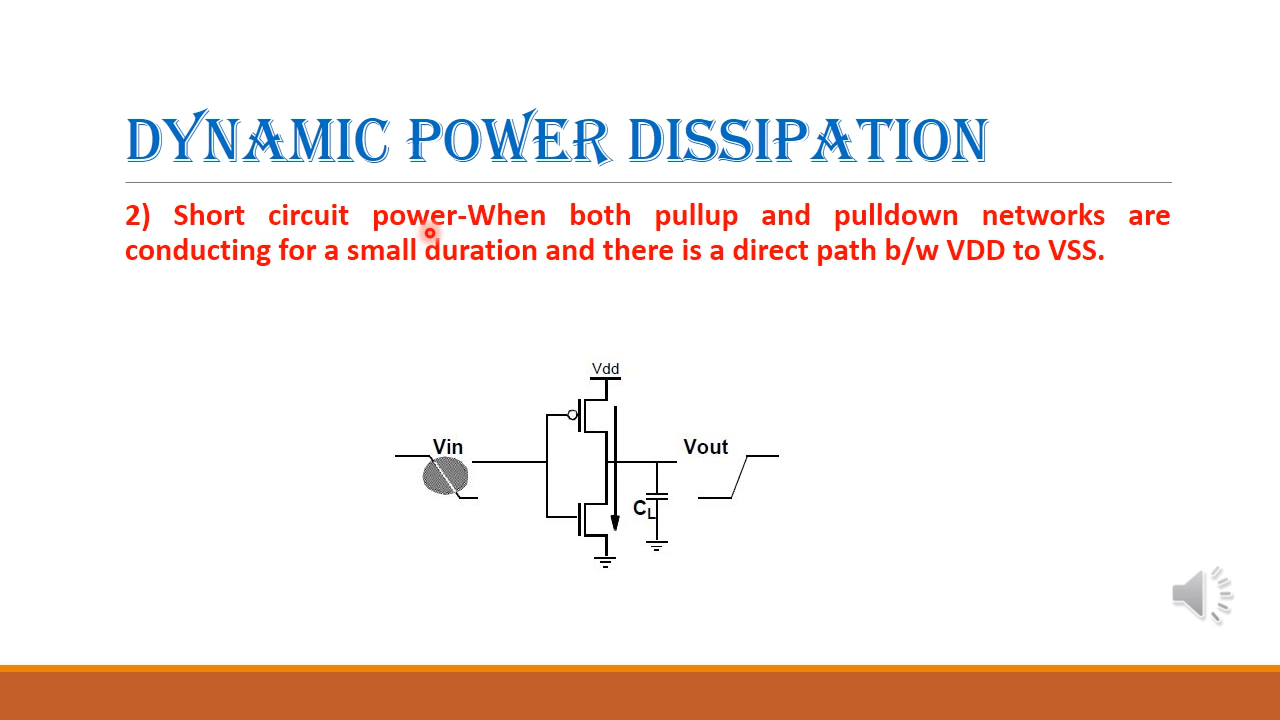 DYNAMIC POWER DISSIPATION
2) Short circuit power-When both pullup and pulldown networks are
conducting for a small duration and there is a direct path b/w VDD to VSS.
Vdd
Vin
Vout
CL